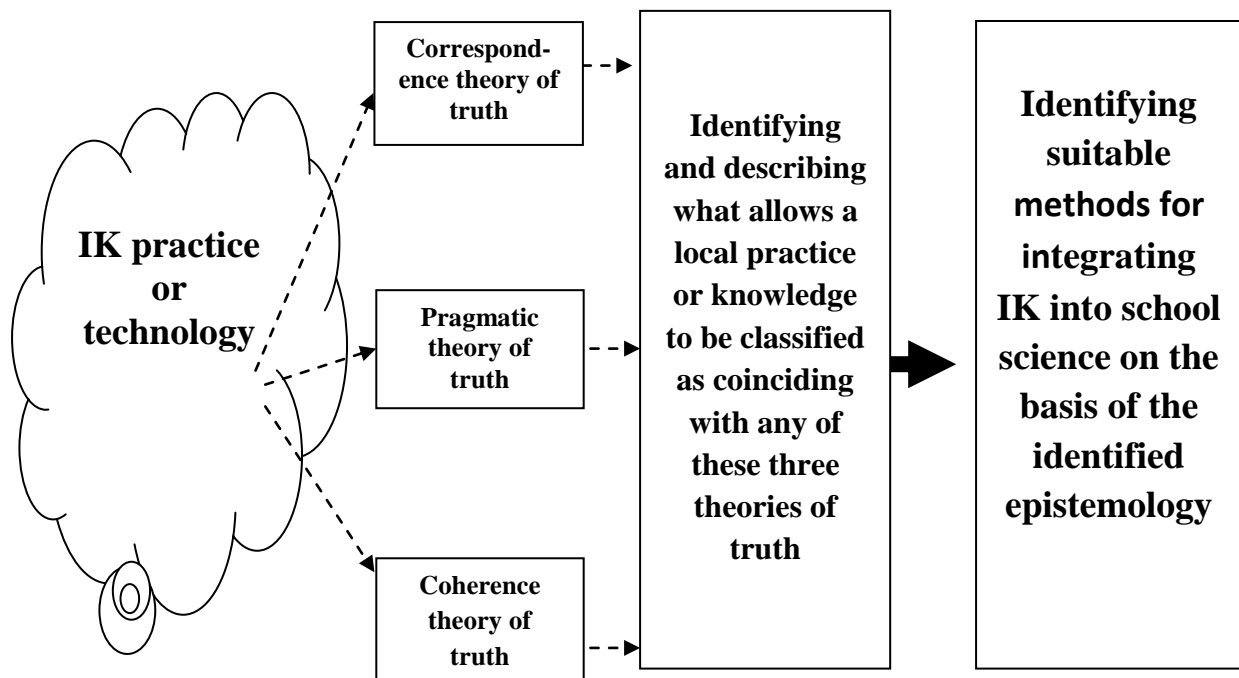 IK practice
or
technology
Correspond-
ence theory of
truth
Pragmatic
theory of
truth
Coherence
theory of
truth
Identifying
and describing
what allows a
local practice
or knowledge
to be classified
as coinciding
with any of
these three
theories of
truth
Identifying
suitable
methods for
integrating
IK into school
science on the
basis of the
identified
epistemology